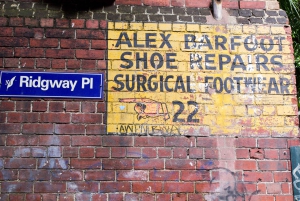 ALEX BARFOOT
SHOE REPAIRS
SURGICAL FOOTWEAR
22
Ridgway Pl